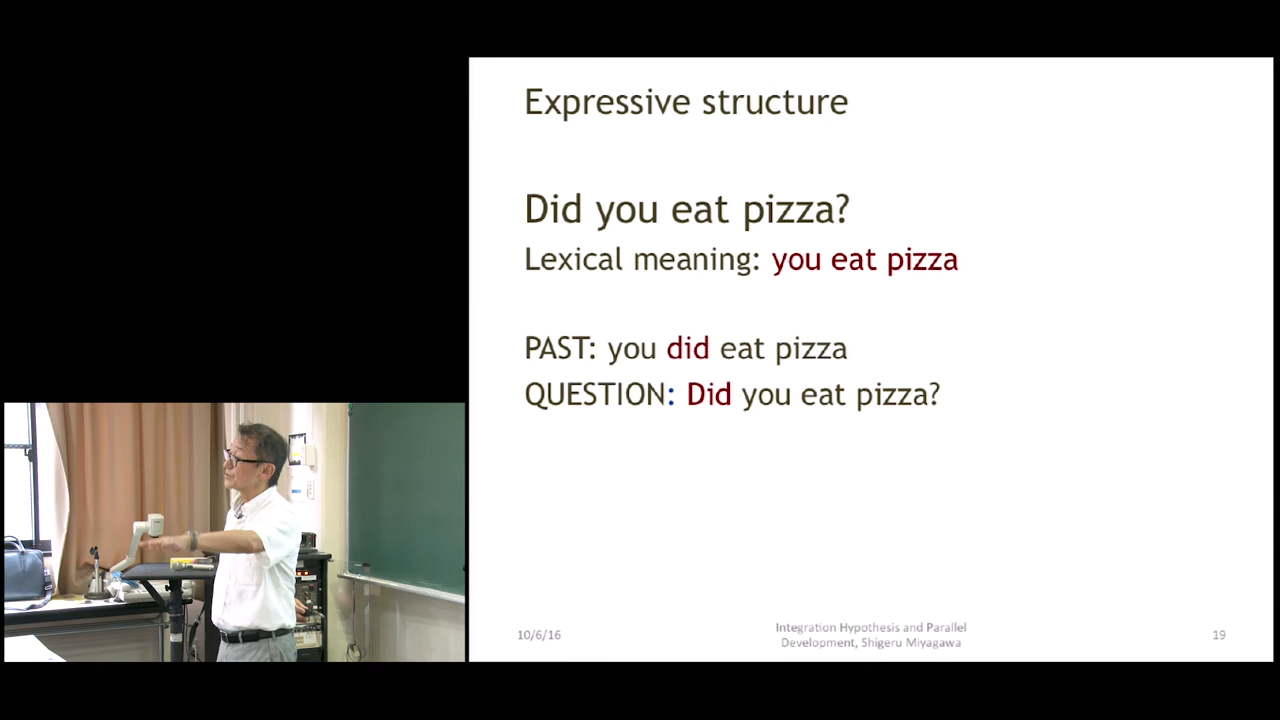 Expressive structure
Did you eat pizza?
Lexical meaning: you eat pizza
PAST: you did eat pizza
QUESTION: Did you eat pizza?
10/6/16
Integration Hypothesis and Parallel
Development, Shigeru Miyagawa
19